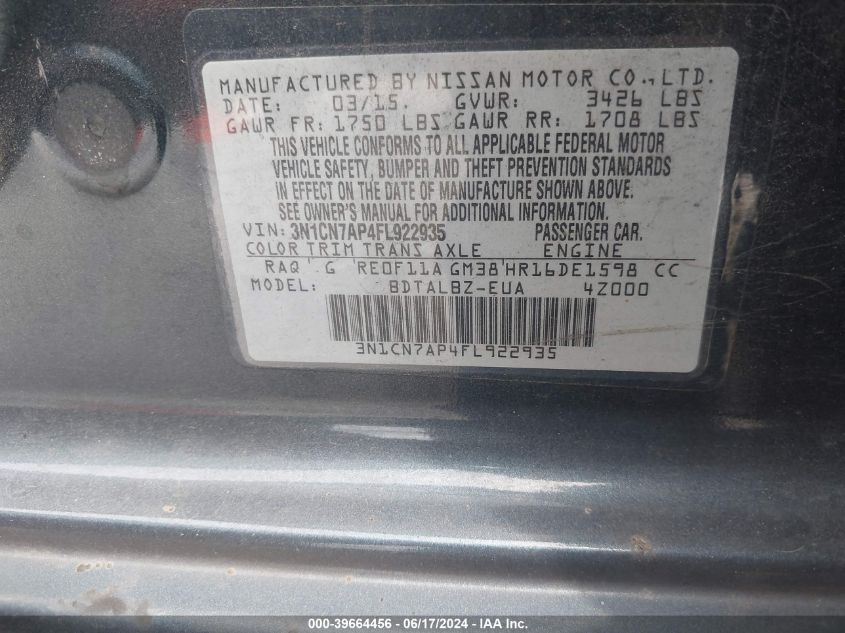 MANUFACTURED BY NISSAN MOTOR CO., LTD.
DATE: 03/15. GVWR: 3426 LBS
GAWR FR: 1750 LBS GAWR RR: 1708 LBS
THIS VEHICLE CONFORMS TO ALL APPLICABLE FEDERAL MOTOR
VEHICLE SAFETY, BUMPER AND THEFT PREVENTION STANDARDS
IN EFFECT ON THE DATE OF MANUFACTURE SHOWN ABOVE.
SEE OWNER'S MANUAL FOR ADDITIONAL INFORMATION.
VIN: 3N1CN7AP4FL922935 PASSENGER CAR.
COLOR TRIM TRANS AXLE ENGINE
RAQ G RE0F11A GM38 HR16DE1598 CC
MODEL: BDTALBZ-EUA 4Z000
3N1CN7AP4FL922935
000-39664456 - 06/17/2024 - IAA Inc.